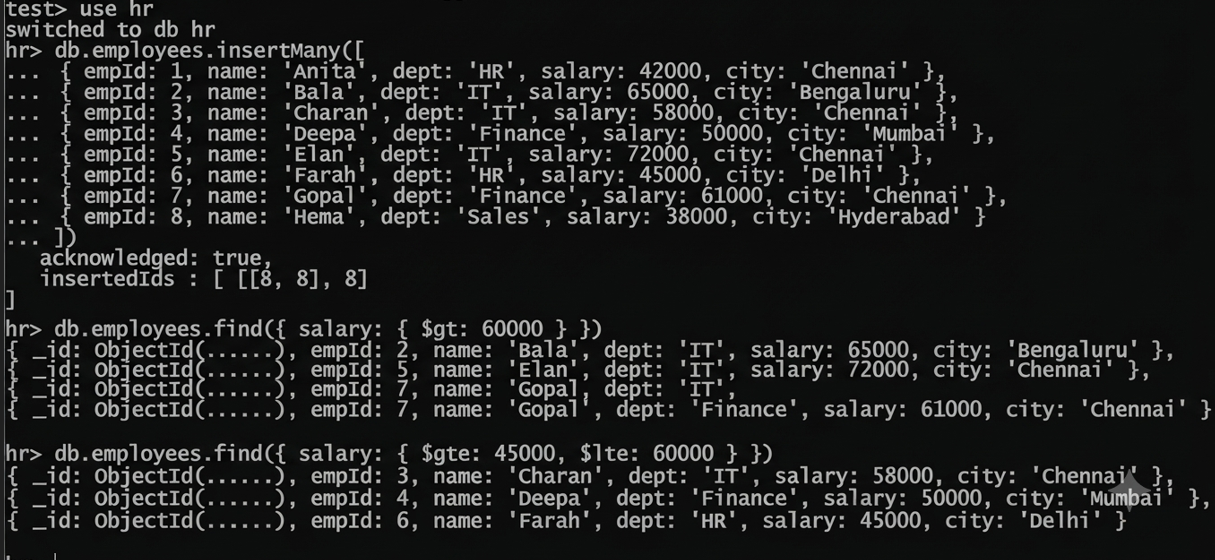 test> use hr
switched to db hr
hr> db.employees.insertMany([
... { empId: 1, name: 'Anita', dept: 'HR', salary: 42000, city: 'Chennai' },
... { empId: 2, name: 'Bala', dept: 'IT', salary: 65000, city: 'Bengaluru' },
... { empId: 3, name: 'Charan', dept: 'IT', salary: 58000, city: 'Chennai' },
... { empId: 4, name: 'Deepa', dept: 'Finance', salary: 50000, city: 'Mumbai' },
... { empId: 5, name: 'Elan', dept: 'IT', salary: 72000, city: 'Chennai' },
... { empId: 6, name: 'Farah', dept: 'HR', salary: 45000, city: 'Delhi' },
... { empId: 7, name: 'Gopal', dept: 'Finance', salary: 61000, city: 'Chennai' },
... { empId: 8, name: 'Hema', dept: 'Sales', salary: 38000, city: 'Hyderabad' }
... ])
acknowledged: true,
insertedIds : [ [[8, 8], 8]
]
hr> db.employees.find({ salary: { $gt: 60000 } })
{ _id: ObjectId(......), empId: 2, name: 'Bala', dept: 'IT', salary: 65000, city: 'Bengaluru' },
{ _id: ObjectId(......), empId: 5, name: 'Elan', dept: 'IT', salary: 72000, city: 'Chennai' },
{ _id: ObjectId(......), empId: 7, name: 'Gopal, dept: 'IT',
{ _id: ObjectId(......), empId: 7, name: 'Gopal', dept: 'Finance', salary: 61000, city: 'Chennai' }
hr> db.employees.find({ salary: { $gte: 45000, $lte: 60000 } })
{ _id: ObjectId(......), empId: 3, name: 'Charan', dept: 'IT', salary: 58000, city: 'Chennai' },
{ _id: ObjectId(......), empId: 4, name: 'Deepa', dept: 'Finance', salary: 50000, city: 'Mumbai' },
{ _id: ObjectId(......), empId: 6, name: 'Farah', dept: 'HR', salary: 45000, city: 'Delhi' }